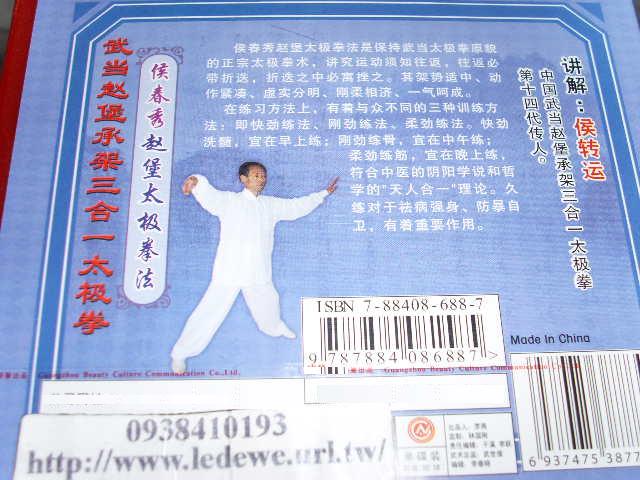 武当赵堡承架三合一太极拳
侯春秀赵堡太极拳法
侯春秀赵堡太极拳法是保持武当太极拳原貌
的正宗太极拳术，讲究运动须知往返，往返必
带折迭，折迭之中必寓挫之。其架势适中、动
作紧凑、虚实分明、刚柔相济、一气呵成。
在练习方法上，有着与众不同的三种训练方
法：即快劲练法、刚劲练法、柔劲练法。快劲
洗髓，宜在早上练；刚劲练骨，宜在中午练；
柔劲练筋，宜在晚上练，
符合中医的阴阳学说和哲
学的"天人合一"理论。久
练对于祛病强身、防暴自
卫，有着重要作用。
讲解：侯转运
中国武当赵堡承架三合一太极拳
第十四代传人。
ISBN 7-88408-688-7
9 787884 086887 >
Made in China
Guangzhou Beauty Culture Communication Co.,Ltd.
Guangzhou Beauty Culture Communication Co.,Ltd.
单碟装
6 937475 3877
0938410193
http://www.ledewe.url.tw/